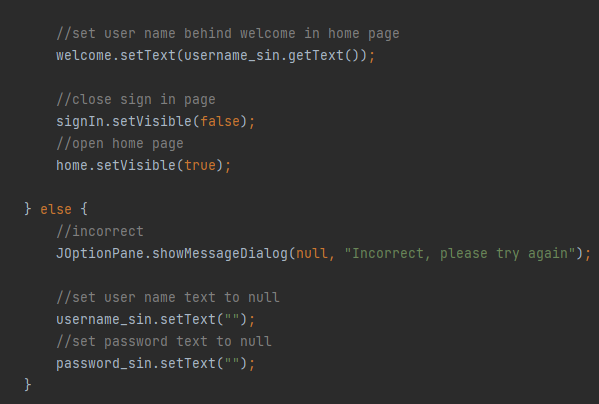 //set user name behind welcome in home page
welcome.setText(username_sin.getText());
//close sign in page
signIn.setVisible(false);
//open home page
home.setVisible(true);
} else {
//incorrect
JOptionPane.showMessageDialog(null, "Incorrect, please try again");
//set user name text to null
username_sin.setText("");
//set password text to null
password_sin.setText("");
}